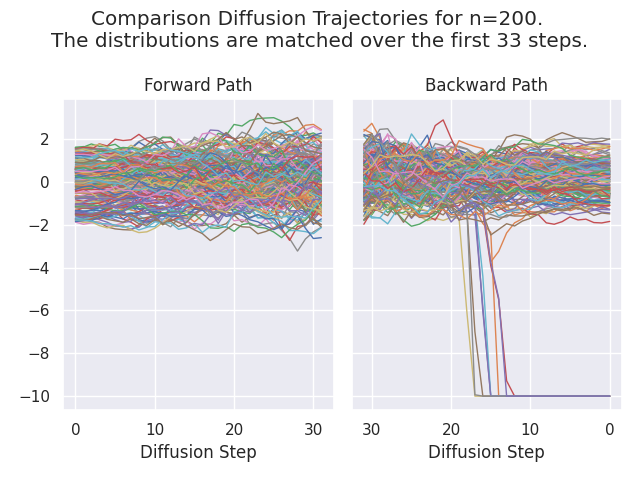 Comparison Diffusion Trajectories for n=200.
The distributions are matched over the first 33 steps.
Forward Path
Backward Path
2
0
−2
−4
−6
−8
−10
0 10 20 30
30 20 10 0
Diffusion Step
Diffusion Step